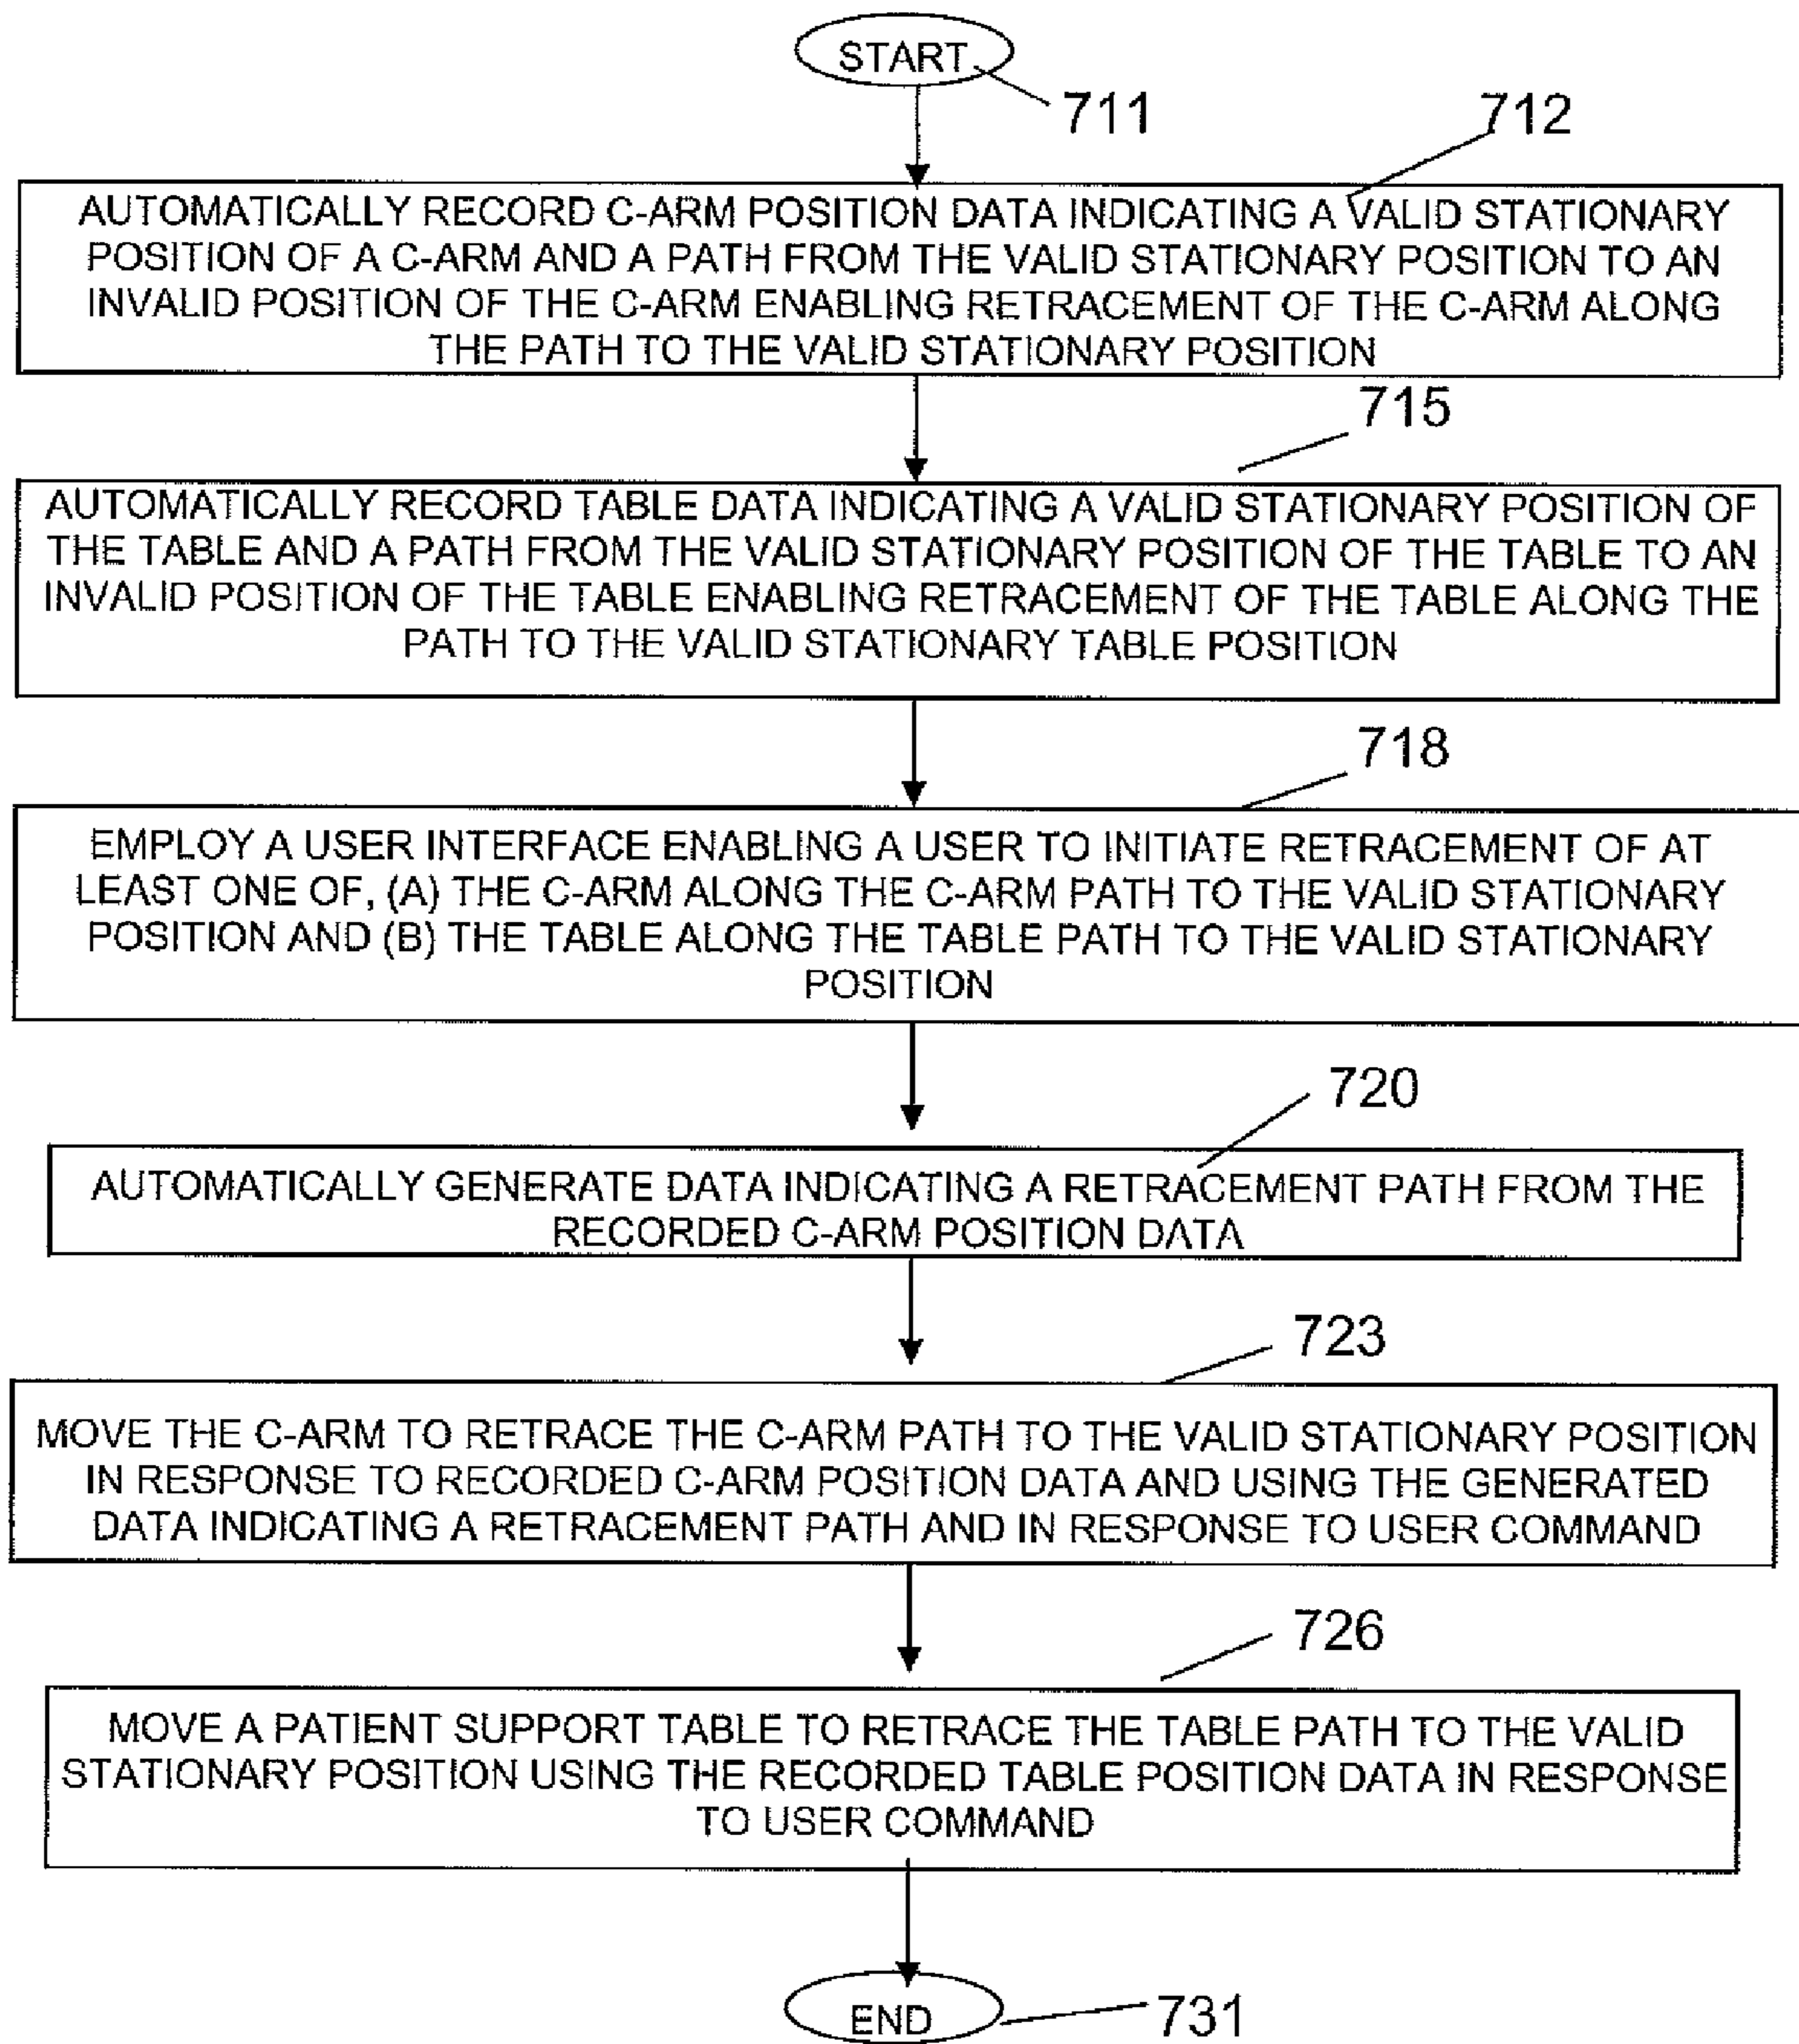 START
711
712
AUTOMATICALLY RECORD C-ARM POSITION DATA INDICATING A VALID STATIONARY
POSITION OF A C-ARM AND A PATH FROM THE VALID STATIONARY POSITION TO AN
INVALID POSITION OF THE C-ARM ENABLING RETRACEMENT OF THE C-ARM ALONG
THE PATH TO THE VALID STATIONARY POSITION
715
AUTOMATICALLY RECORD TABLE DATA INDICATING A VALID STATIONARY POSITION OF
THE TABLE AND A PATH FROM THE VALID STATIONARY POSITION OF THE TABLE TO AN
INVALID POSITION OF THE TABLE ENABLING RETRACEMENT OF THE TABLE ALONG THE
PATH TO THE VALID STATIONARY TABLE POSITION
718
EMPLOY A USER INTERFACE ENABLING A USER TO INITIATE RETRACEMENT OF AT
LEAST ONE OF, (A) THE C-ARM ALONG THE C-ARM PATH TO THE VALID STATIONARY
POSITION AND (B) THE TABLE ALONG THE TABLE PATH TO THE VALID STATIONARY
POSITION
720
AUTOMATICALLY GENERATE DATA INDICATING A RETRACEMENT PATH FROM THE
RECORDED C-ARM POSITION DATA
723
MOVE THE C-ARM TO RETRACE THE C-ARM PATH TO THE VALID STATIONARY POSITION
IN RESPONSE TO RECORDED C-ARM POSITION DATA AND USING THE GENERATED
DATA INDICATING A RETRACEMENT PATH AND IN RESPONSE TO USER COMMAND
726
MOVE A PATIENT SUPPORT TABLE TO RETRACE THE TABLE PATH TO THE VALID
STATIONARY POSITION USING THE RECORDED TABLE POSITION DATA IN RESPONSE
TO USER COMMAND
END
731